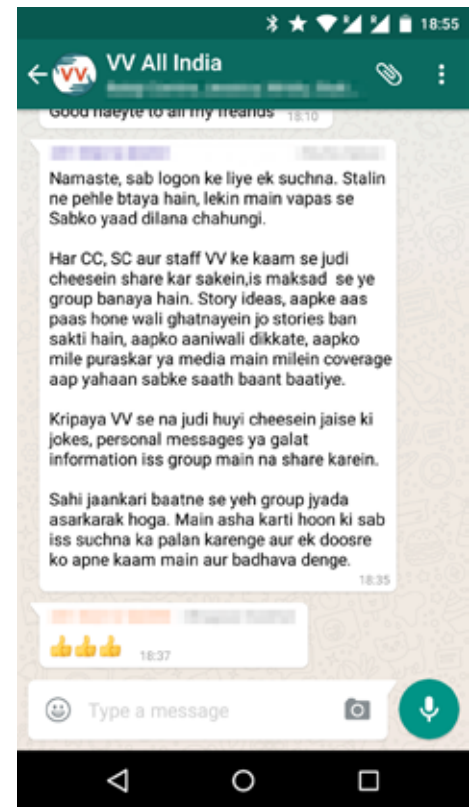 18:55
VV
VV All India
Good naeyte to all my freands 18:10
Namaste, sab logon ke liye ek suchna. Stalin
ne pehle btaya hain, lekin main vapas se
Sabko yaad dilana chahungi.
Har CC, SC aur staff VV ke kaam se judi
cheesein share kar sakein,is maksad se ye
group banaya hain. Story ideas, aapke aas
paas hone wali ghatnayein jo stories ban
sakti hain, aapko aaniwali dikkate, aapko
mile puraskar ya media main milein coverage
aap yahaan sabke saath baant baatiye.
Kripaya VV se na judi huyi cheesein jaise ki
jokes, personal messages ya galat
information iss group main na share karein.
Sahi jaankari baatne se yeh group jyada
asarkarak hoga. Main asha karti hoon ki sab
iss suchna ka palan karenge aur ek doosre
ko apne kaam main aur badhava denge.
18:35
👍👍👍 18:37
Type a message